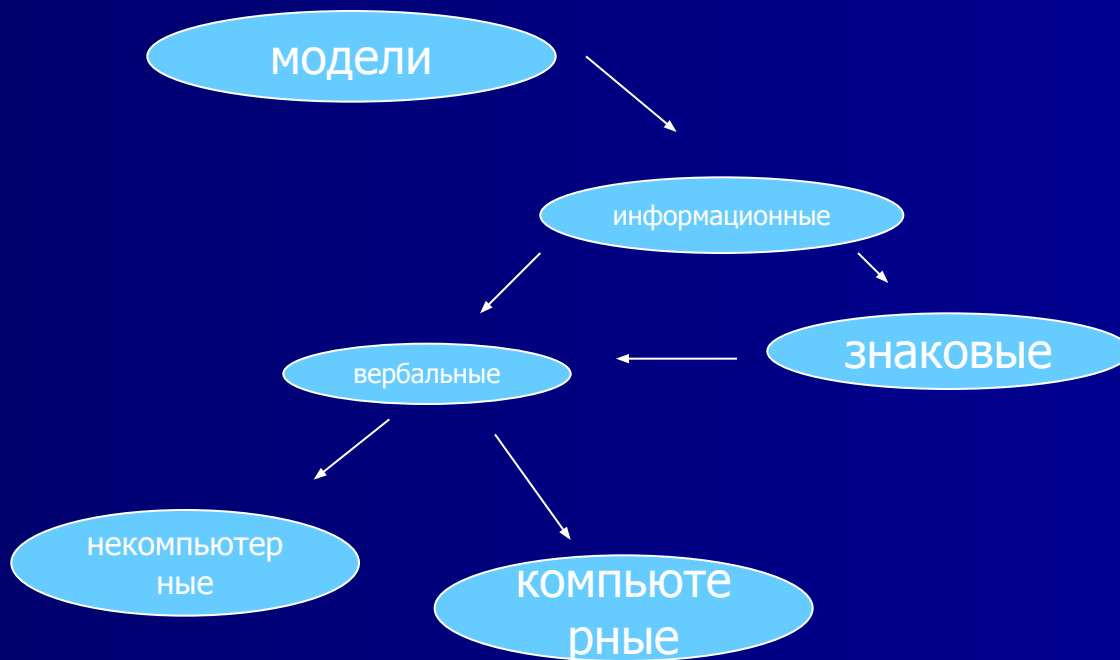 модели
информационные
знаковые
вербальные
некомпьютер
ные
компьюте
рные